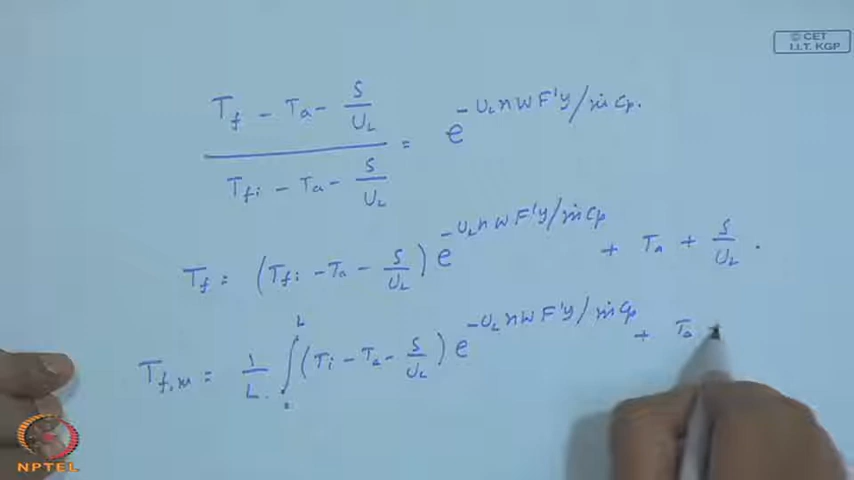 © CET
I.I.T. KGP
T_f - T_a - S/U_L / T_fi - T_a - S/U_L = e^(-U_L n W F'y/ṁ C_p).
T_f = (T_fi - T_a - S/U_L) e^(-U_L n W F'y/ṁ C_p) + T_a + S/U_L .
T_f,m = 1/L ∫ L (T_i - T_a - S/U_L) e^(-U_L n W F'y/ṁ C_p) + T_a
NPTEL